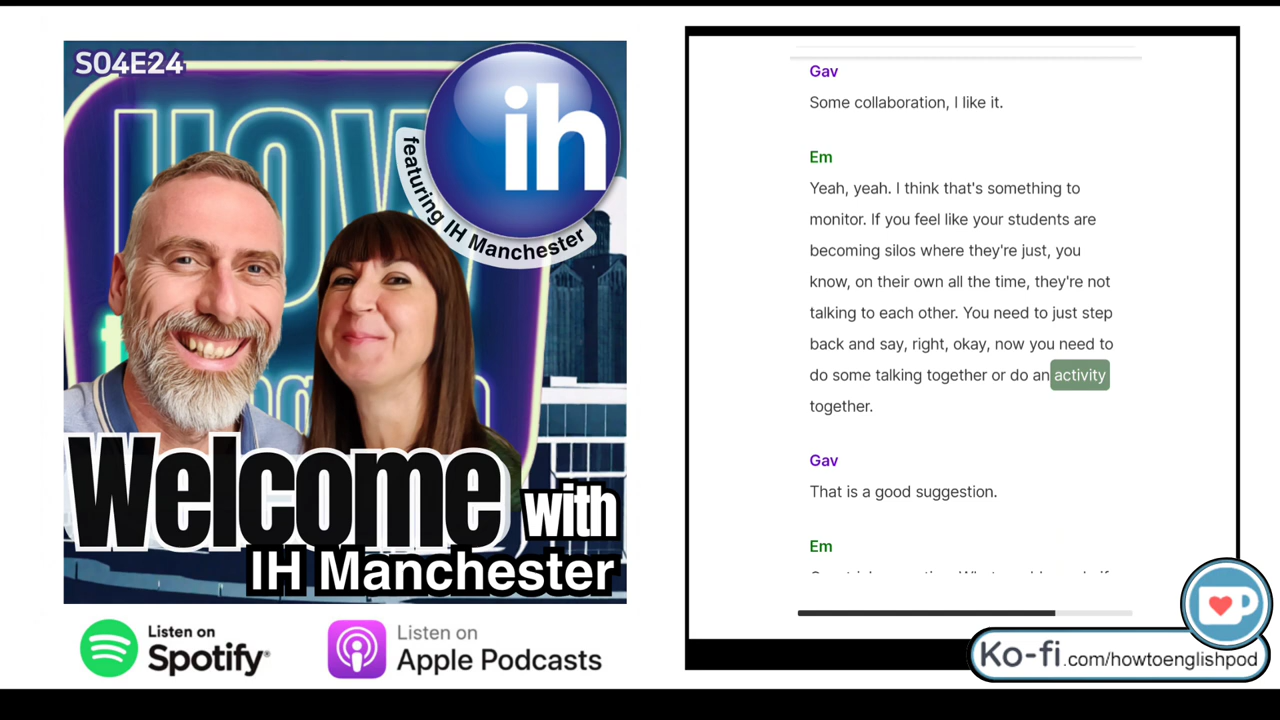 S04E24
HOW
ih
featuring IH Manchester
Welcome with
IH Manchester
Listen on
Spotify
Listen on
Apple Podcasts
Gav
Some collaboration, I like it.
Em
Yeah, yeah. I think that's something to
monitor. If you feel like your students are
becoming silos where they're just, you
know, on their own all the time, they're not
talking to each other. You need to just step
back and say, right, okay, now you need to
do some talking together or do an activity
together.
Gav
That is a good suggestion.
Em
Ko-fi.com/howtoenglishpod